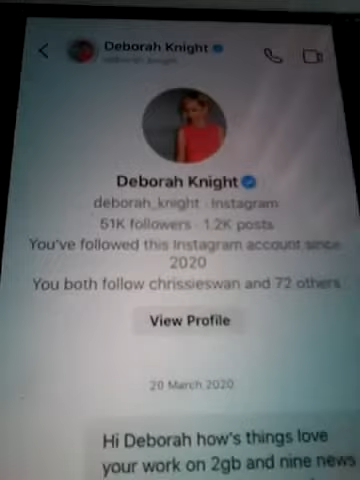 Deborah Knight
deborah_knight
Deborah Knight
deborah_knight · Instagram
51K followers · 1.2K posts
You've followed this Instagram account since
2020
You both follow chrissieswan and 72 others
View Profile
20 March 2020
Hi Deborah how's things love
your work on 2gb and nine news